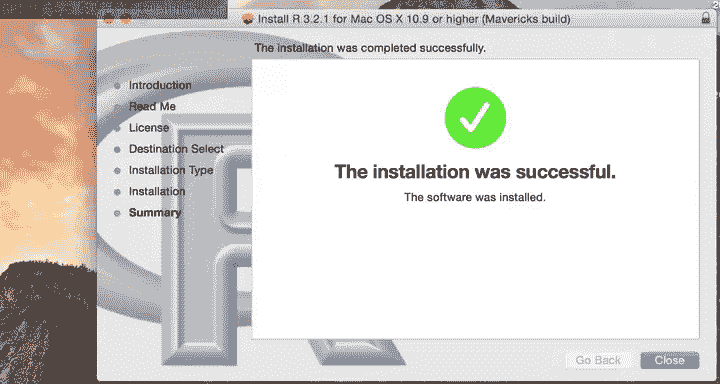 Install R 3.2.1 for Mac OS X 10.9 or higher (Mavericks build)
The installation was completed successfully.
Introduction
Read Me
License
Destination Select
Installation Type
Installation
Summary
The installation was successful.
The software was installed.
Go Back
Close